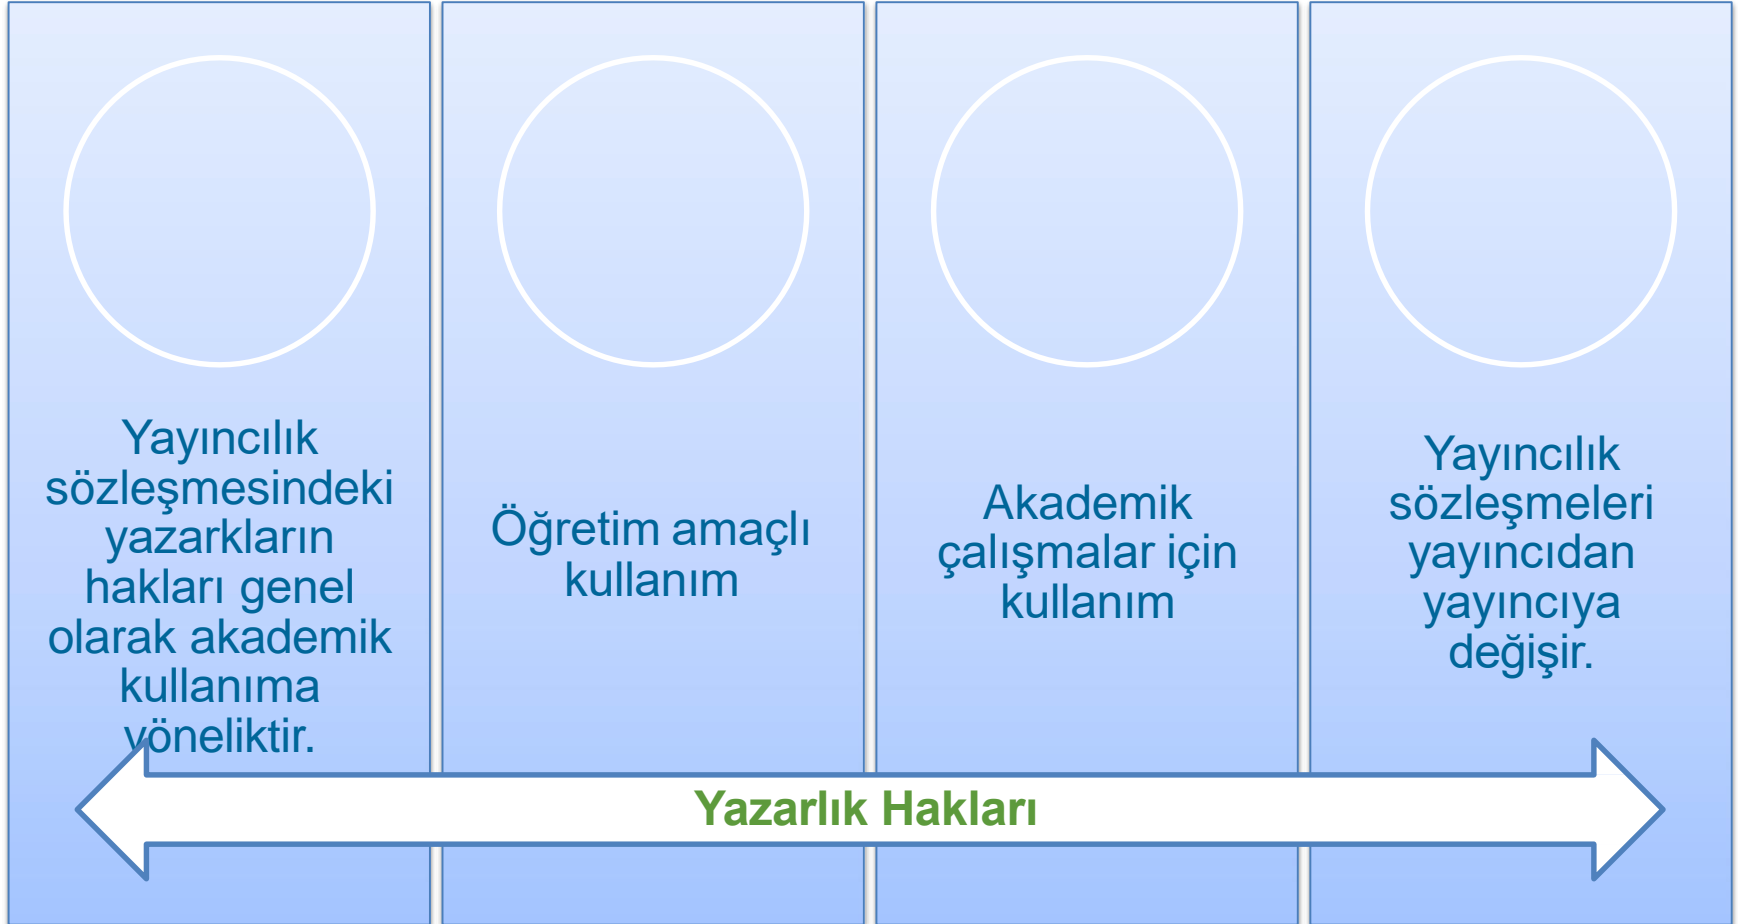 Yayıncılık
sözleşmesindeki
yazarkların
hakları genel
olarak akademik
kullanıma
yöneliktir.
Öğretim amaçlı
kullanım
Akademik
çalışmalar için
kullanım
Yayıncılık
sözleşmeleri
yayıncıdan
yayıncıya
değişir.
Yazarlık Hakları